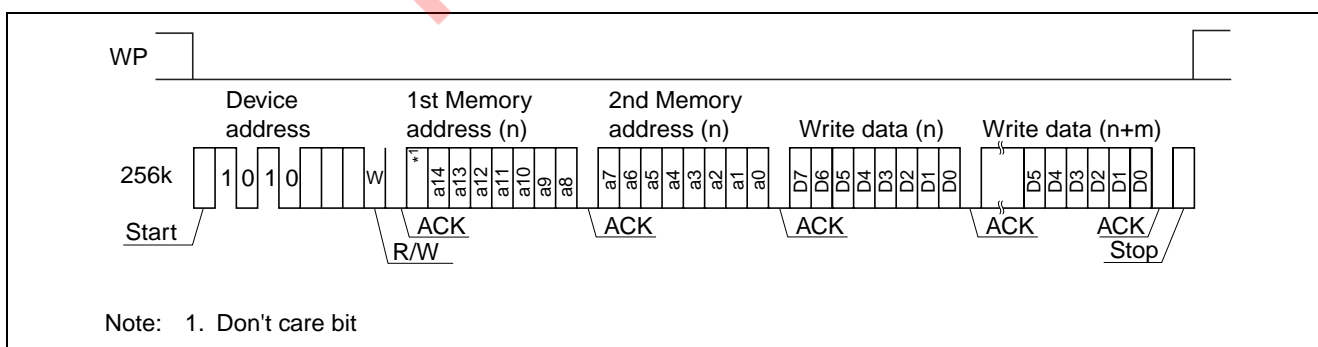 WP
Device address
1st Memory address (n)
2nd Memory address (n)
Write data (n)
Write data (n+m)
256k
1 0 1 0 W *1 a14 a13 a12 a11 a10 a9 a8 a7 a6 a5 a4 a3 a2 a1 a0 D7 D6 D5 D4 D3 D2 D1 D0 D5 D4 D3 D2 D1 D0
Start
R/W
ACK
ACK
ACK
ACK
ACK
Stop
Note: 1. Don't care bit